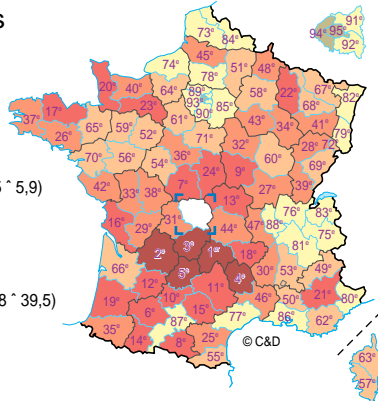 s
73e 84e
91e
94e 95e
92e
45e
74e 51e 48e
78e
20e 40e 64e 89e 58e 22e 67e 82e
93e 68e
37e 17e 23e 90e 85e
26e 65e 59e 52e 61e 43e 34e 41e 79e
71e
70e 56e 54e 36e 32e 60e 28e 72e
69e
5 ^ 5,9)
42e 33e 38e 7e 24e 9e 27e 39e
13e
16e 29e 31e 44e 47e 88e 76e 83e
75e
2e 3e 1er 18e 81e
66e 5e 4e 30e 53e 49e
8 ^ 39,5)
12e 11e
19e 10e 46e 50e 21e 80e
6e 15e 77e 86e 62e
35e 14e 87e 8e 25e
© C&D
55e
63e
57e